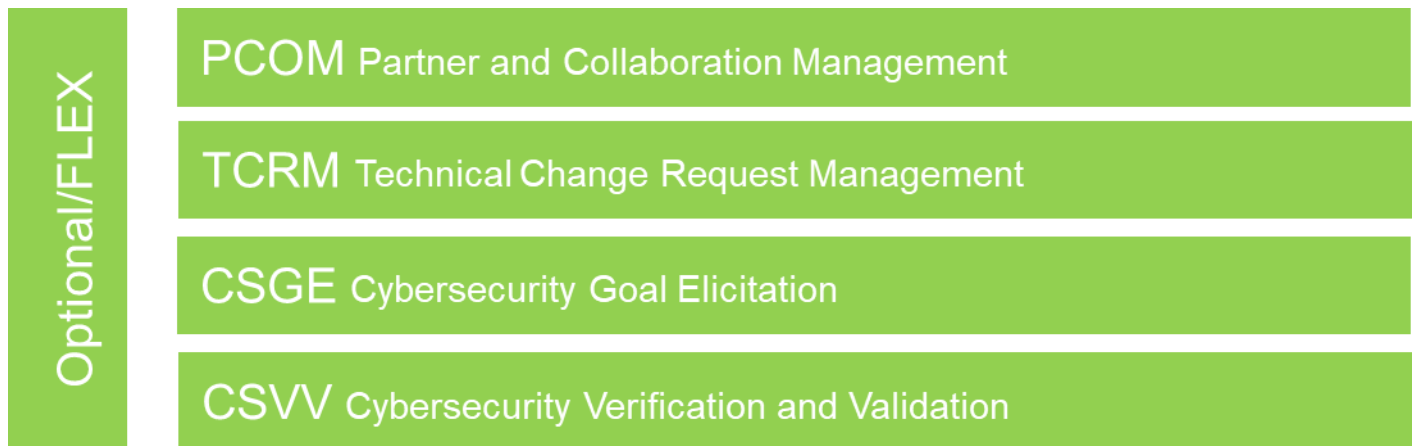 Optional/FLEX
PCOM Partner and Collaboration Management
TCRM Technical Change Request Management
CSGE Cybersecurity Goal Elicitation
CSVV Cybersecurity Verification and Validation